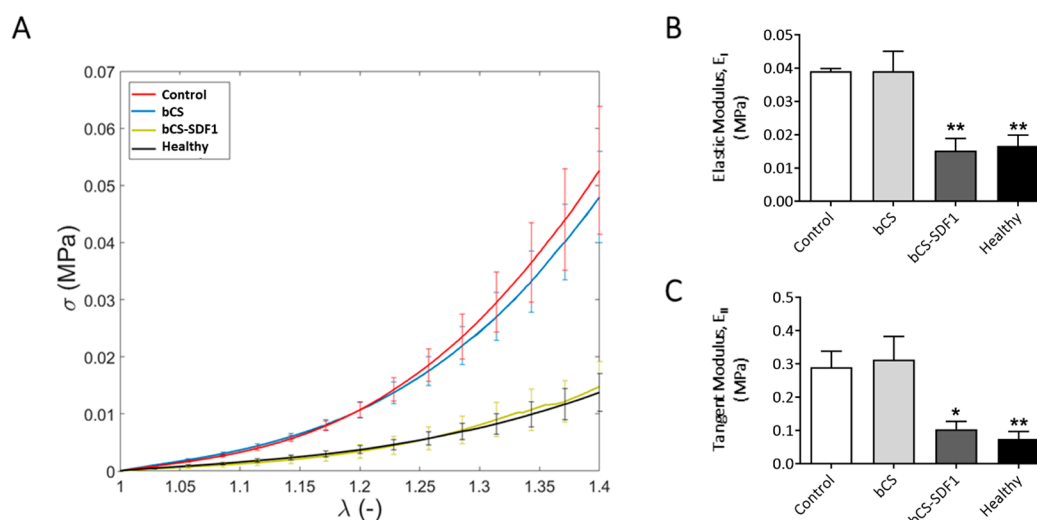 A
0.07
0.06
0.05
0.04
0.03
0.02
0.01
0
σ (MPa)
Control
bCS
bCS-SDF1
Healthy
1 1.05 1.1 1.15 1.2 1.25 1.3 1.35 1.4
λ (-)
B
Elastic Modulus, E_I
(MPa)
0.05
0.04
0.03
0.02
0.01
0.00
** **
Control bCS bCS-SDF1 Healthy
C
Tangent Modulus, E_II
(MPa)
0.5
0.4
0.3
0.2
0.1
0.0
* **
Control bCS bCS-SDF1 Healthy